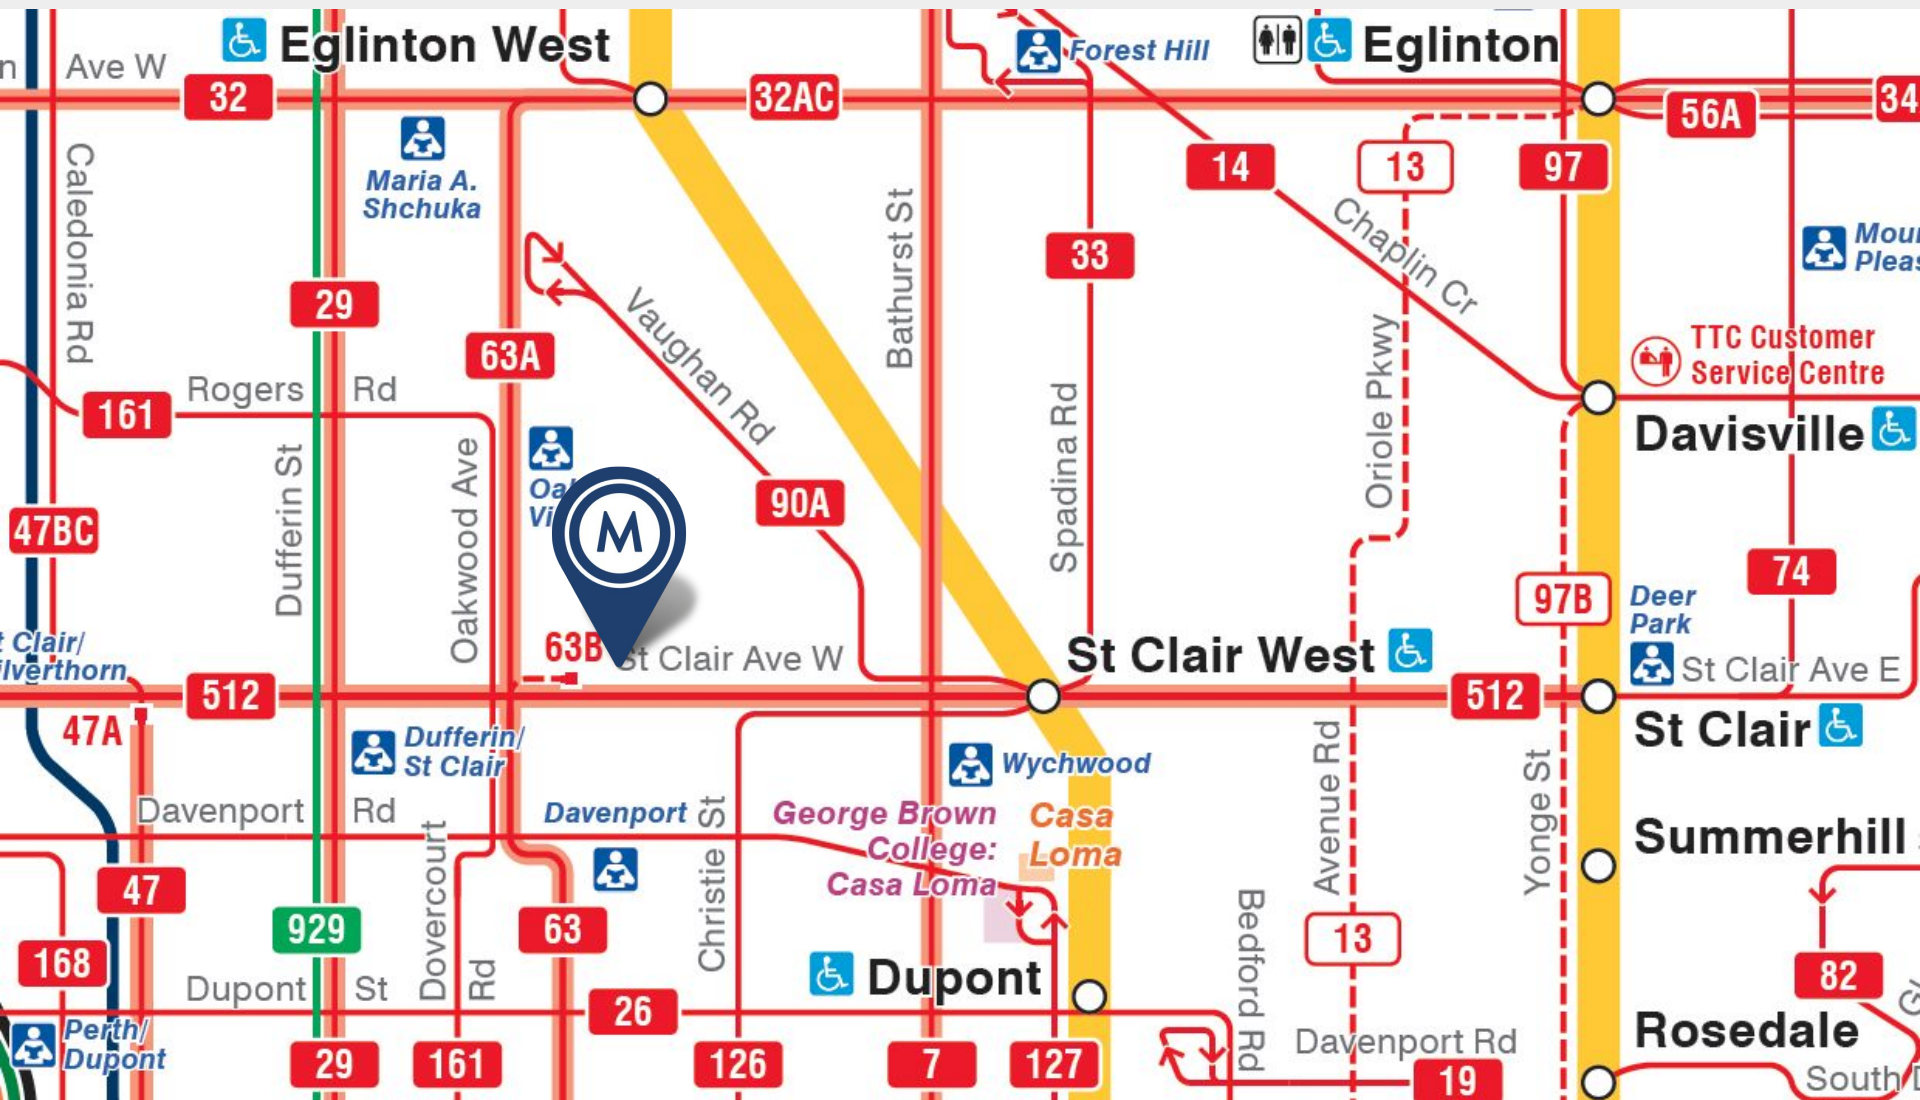 Eglinton West
Forest Hill
Eglinton
n
Ave W
32
32AC
56A
34
Caledonia Rd
Maria A.
Shchuka
14
13
97
Bathurst St
33
Chaplin Cr
Moun
Pleas
29
Vaughan Rd
63A
TTC Customer
Service Centre
Rogers
Rd
161
Oriole Pkwy
Davisville
Dufferin St
Oakwood Ave
Spadina Rd
Oa
Vi
M
90A
47BC
74
97B
Deer
Park
t Clair/
ilverthorn
63B
St Clair Ave W
St Clair West
St Clair Ave E
512
512
47A
Dufferin/
St Clair
Wychwood
St Clair
Avenue Rd
Yonge St
Davenport
Rd
Davenport
Christie St
George Brown
College:
Casa Loma
Casa
Loma
Summerhill
Dovercourt
Rd
47
929
63
Bedford Rd
13
168
Dupont
St
Dupont
82
26
Perth/
Dupont
Davenport Rd
Rosedale
29
161
126
7
127
19
South